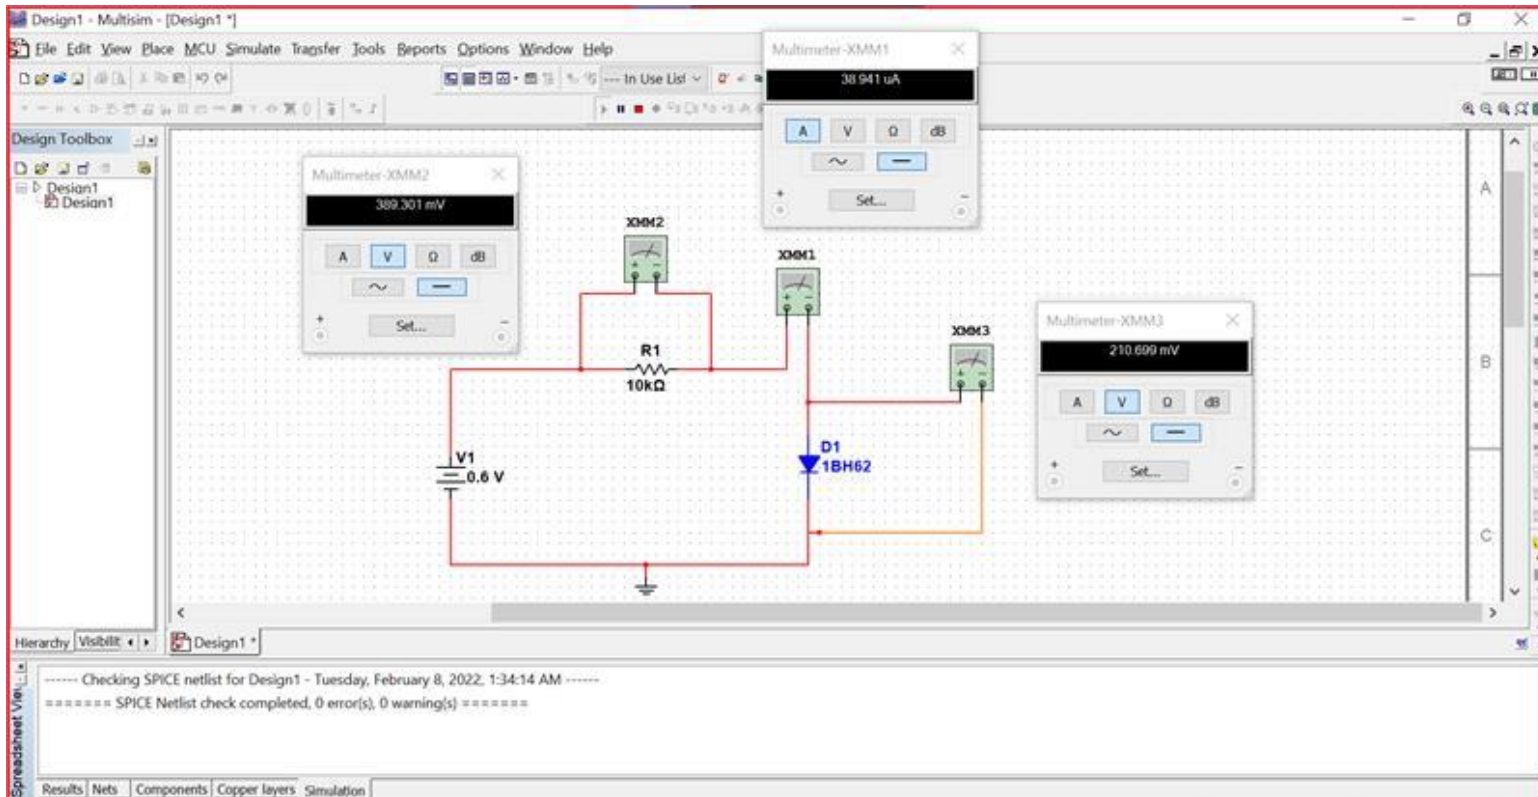 Design1 - Multisim - [Design1 *]
File Edit View Place MCU Simulate Transfer Tools Reports Options Window Help
--- In Use List
Design Toolbox
Design1
Design1
Multimeter-XMM1
38.941 uA
A V Ω dB
Set...
+ -
Multimeter-XMM2
389.301 mV
A V Ω dB
Set...
+ -
XMM2
XMM1
XMM3
R1
10kΩ
V1
0.6 V
D1
1BH62
Multimeter-XMM3
210.699 mV
A V Ω dB
Set...
+ -
A
B
C
Hierarchy Visibilit
Design1 *
------ Checking SPICE netlist for Design1 - Tuesday, February 8, 2022, 1:34:14 AM ------
======= SPICE Netlist check completed, 0 error(s), 0 warning(s) =======
Spreadsheet View
Results Nets Components Copper layers Simulation